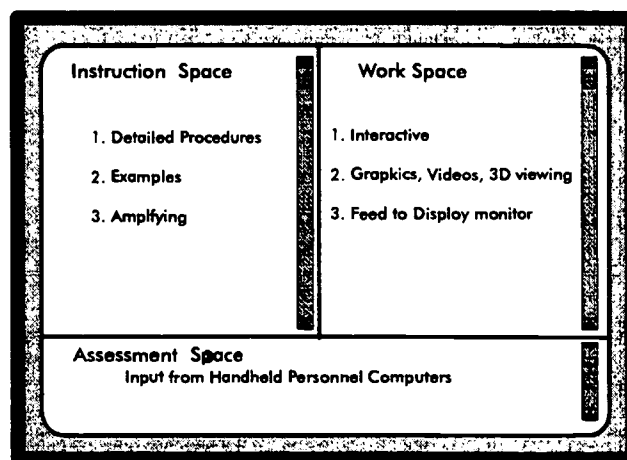 Instruction Space
1. Detailed Procedures
2. Examples
3. Amplfying
Work Space
1. Interactive
2. Grapkics, Videos, 3D viewing
3. Feed to Display monitor
Assessment Space
Input from Handheld Personnel Computers